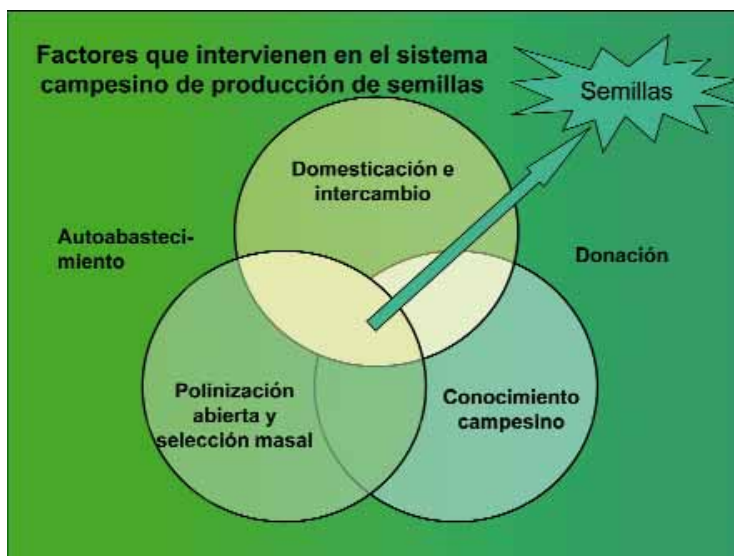 Factores que intervienen en el sistema
campesino de producción de semillas
Semillas
Domesticación e
intercambio
Autoabasteci-
miento
Donación
Polinización
abierta y
selección masal
Conocimiento
campesino